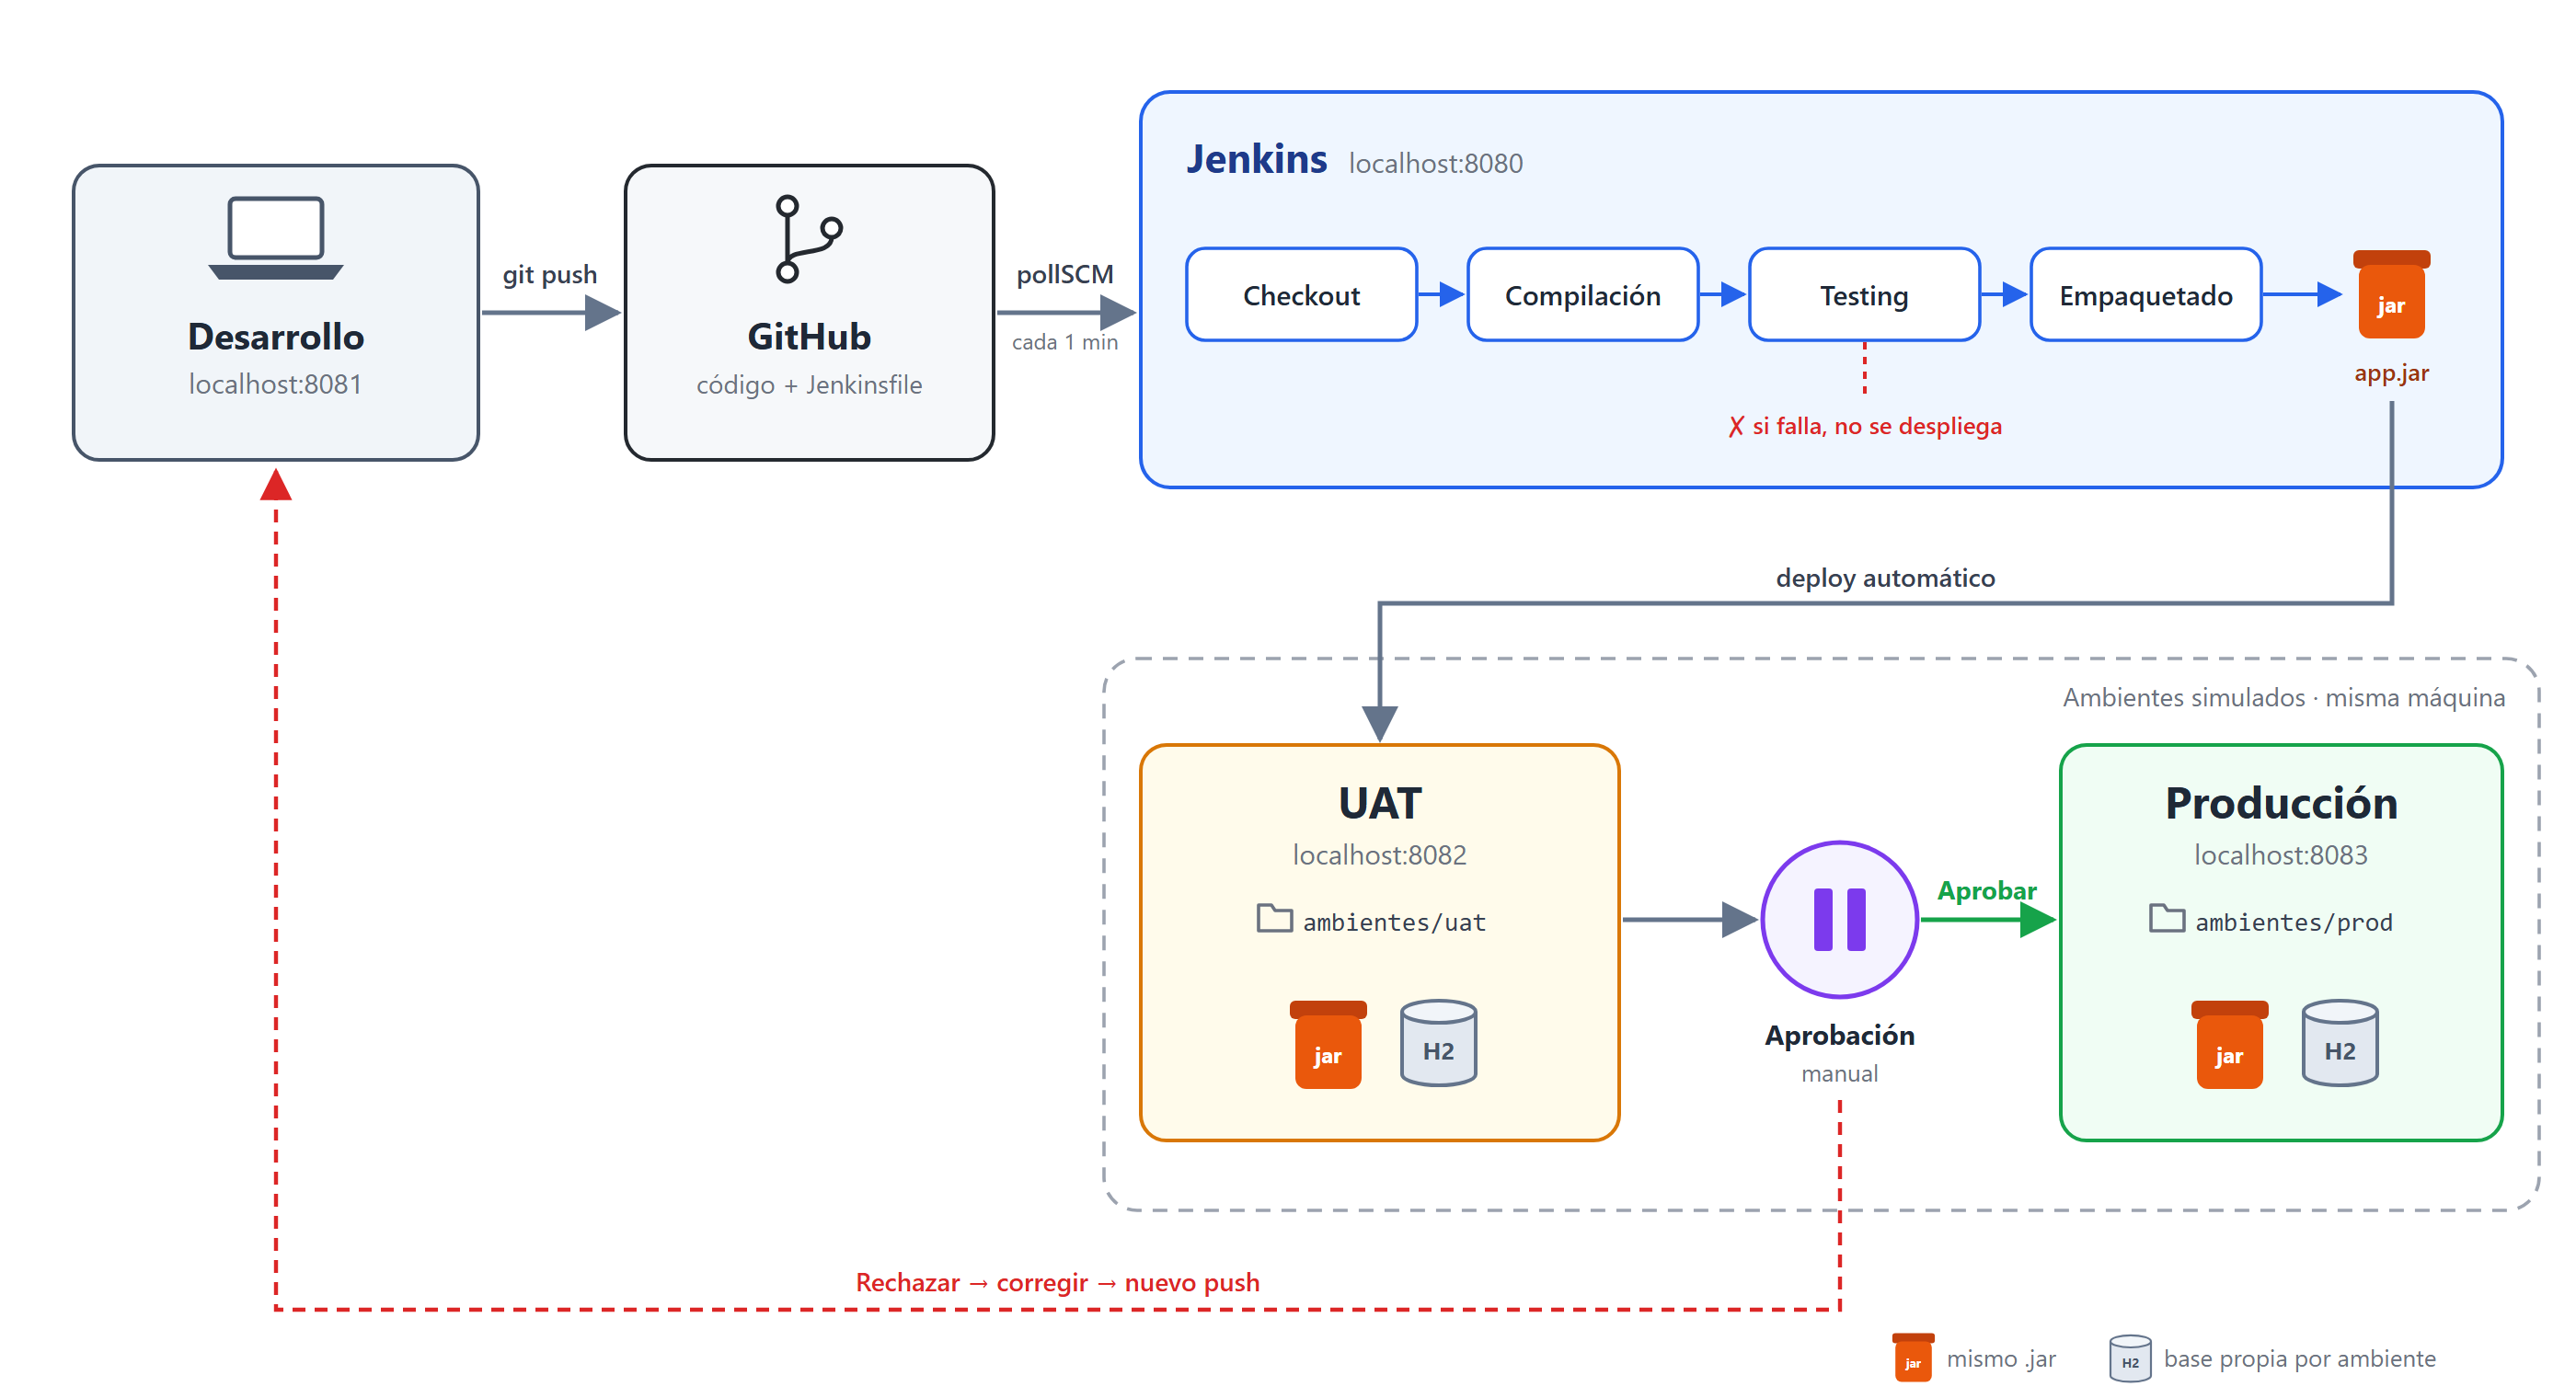 Desarrollo
localhost:8081
git push
GitHub
código + Jenkinsfile
pollSCM
cada 1 min
Jenkins localhost:8080
Checkout
Compilación
Testing
Empaquetado
jar
app.jar
✗ si falla, no se despliega
deploy automático
Ambientes simulados · misma máquina
UAT
localhost:8082
ambientes/uat
jar
H2
Aprobación
manual
Aprobar
Producción
localhost:8083
ambientes/prod
jar
H2
Rechazar → corregir → nuevo push
jar mismo .jar
H2 base propia por ambiente